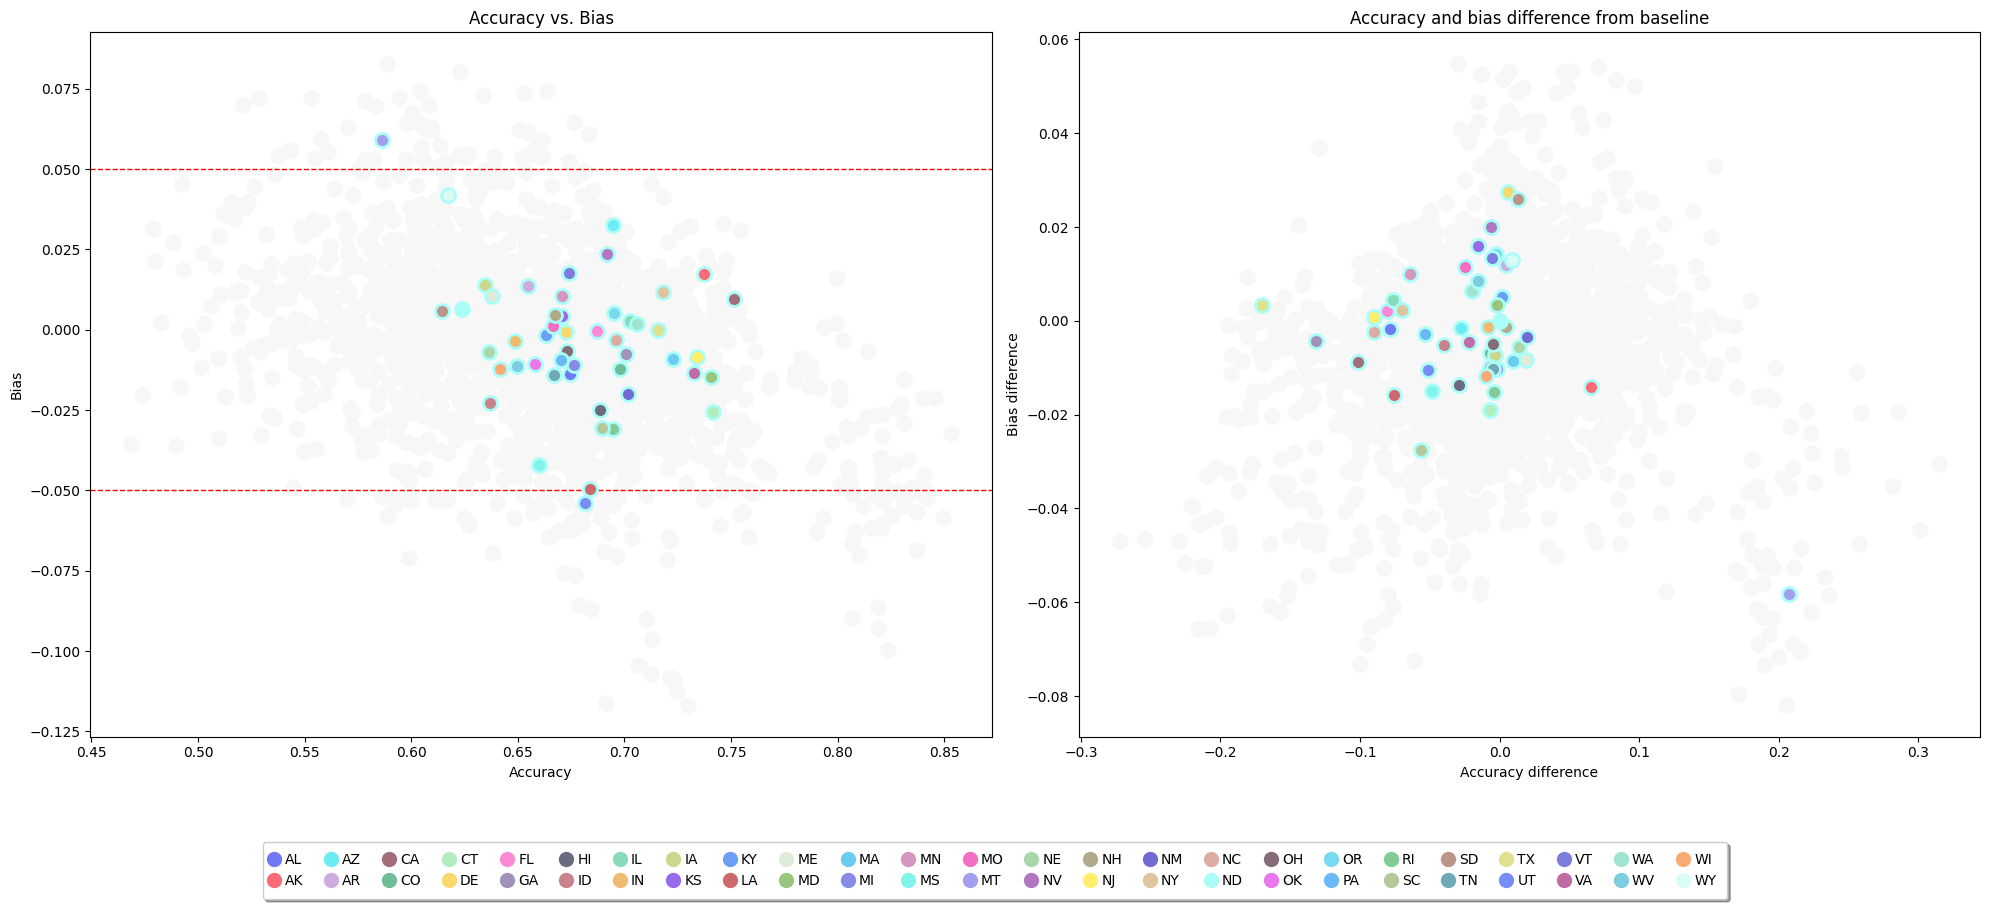 Accuracy vs. Bias
Accuracy and bias difference from baseline
0.075
0.050
0.025
0.000
−0.025
−0.050
−0.075
−0.100
−0.125
Bias
0.45 0.50 0.55 0.60 0.65 0.70 0.75 0.80 0.85
Accuracy
0.06
0.04
0.02
0.00
−0.02
−0.04
−0.06
−0.08
Bias difference
−0.3 −0.2 −0.1 0.0 0.1 0.2 0.3
Accuracy difference
AL AZ CA CT FL HI IL IA KY ME MA MN MO NE NH NM NC OH OR RI SD TX VT WA WI
AK AR CO DE GA ID IN KS LA MD MI MS MT NV NJ NY ND OK PA SC TN UT VA WV WY